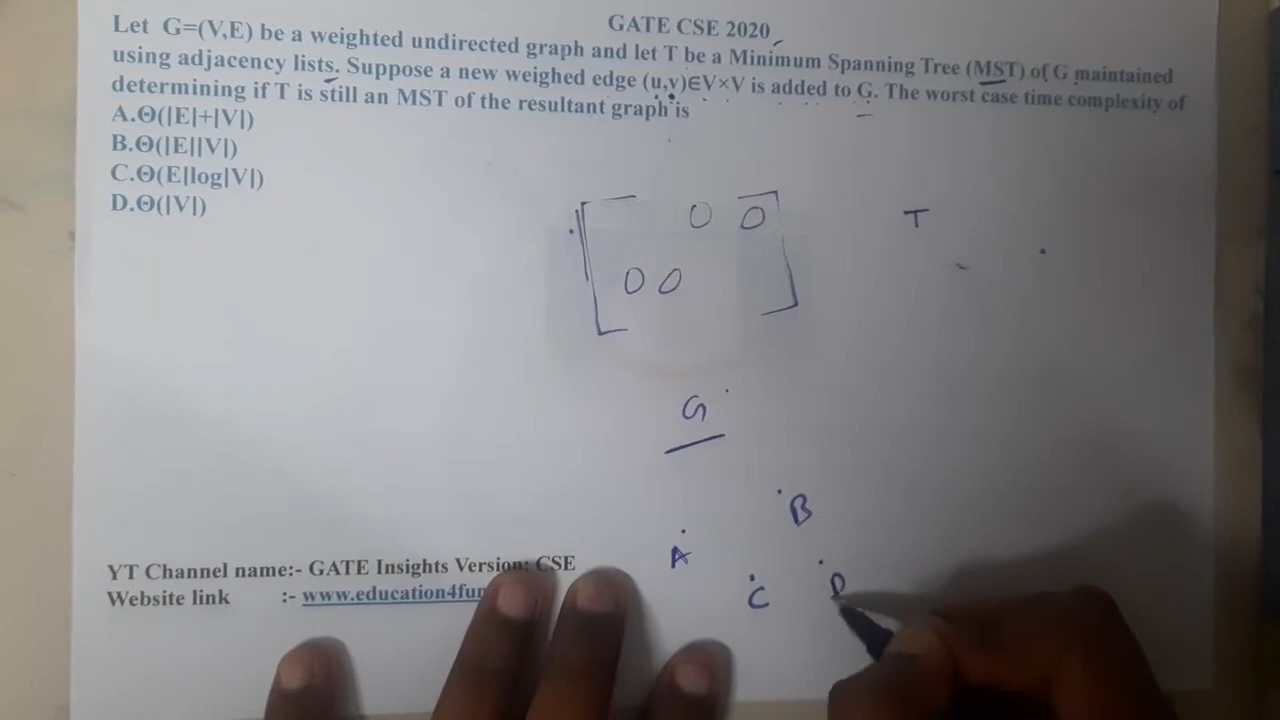 GATE CSE 2020
Let G=(V,E) be a weighted undirected graph and let T be a Minimum Spanning Tree (MST) of G maintained
using adjacency lists. Suppose a new weighed edge (u,v)∈V×V is added to G. The worst case time complexity of
determining if T is still an MST of the resultant graph is
A.Θ(|E|+|V|)
B.Θ(|E||V|)
C.Θ(E|log|V|)
D.Θ(|V|)
0 0
T
0 0
G
B
A
C
D
YT Channel name:- GATE Insights Version: CSE
Website link :- www.education4fu